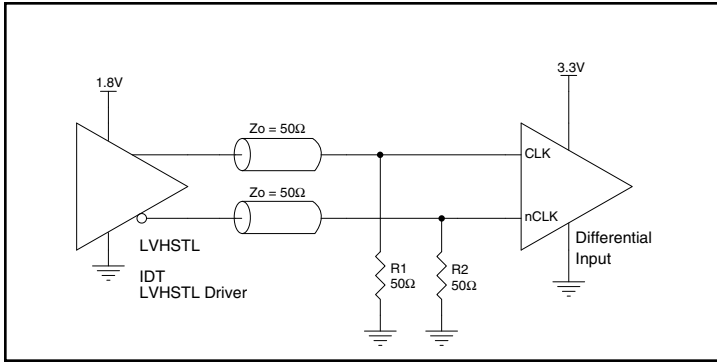 3.3V
1.8V
Zo = 50Ω
CLK
Zo = 50Ω
nCLK
LVHSTL
IDT
LVHSTL Driver
R1
50Ω
R2
50Ω
Differential
Input